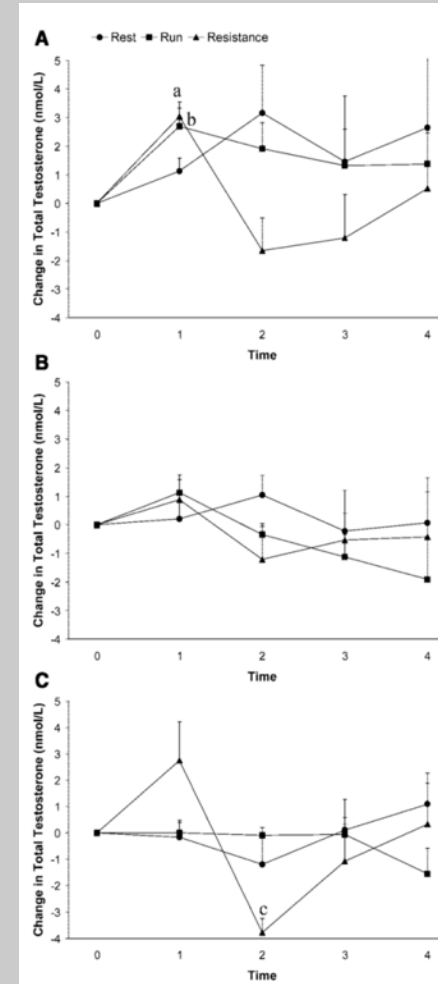 A
Rest Run Resistance
Change in Total Testosterone (nmol/L)
5
4
3
2
1
0
-1
-2
-3
-4
a
b
0 1 2 3 4
Time
B
Change in Total Testosterone (nmol/L)
5
4
3
2
1
0
-1
-2
-3
-4
0 1 2 3 4
Time
C
Change in Total Testosterone (nmol/L)
5
4
3
2
1
0
-1
-2
-3
-4
c
0 1 2 3 4
Time